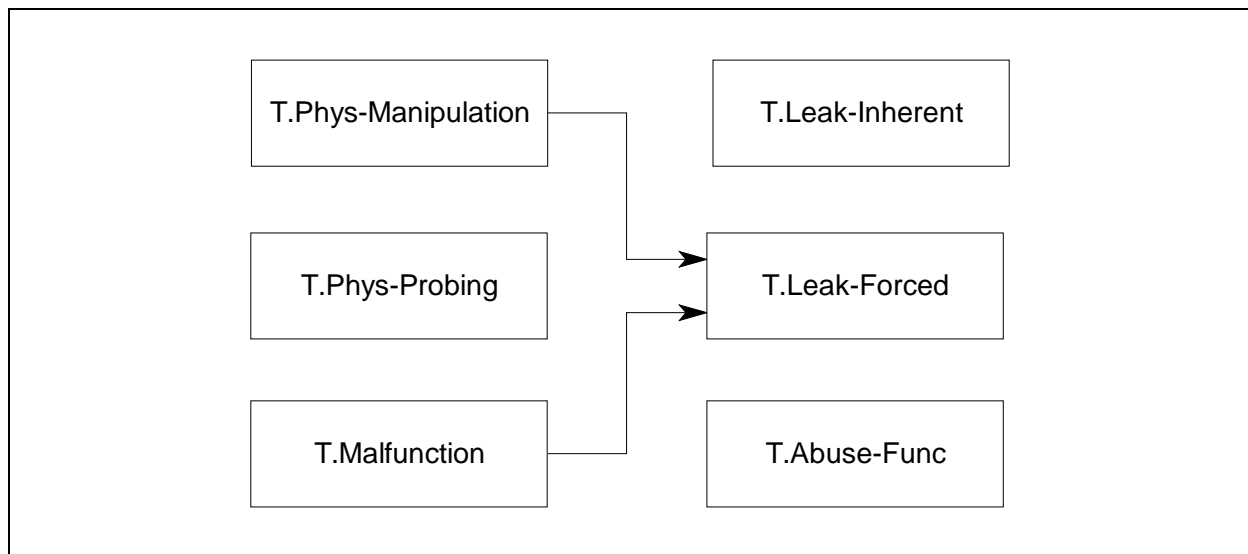 T.Phys-Manipulation
T.Leak-Inherent
T.Phys-Probing
T.Leak-Forced
T.Malfunction
T.Abuse-Func